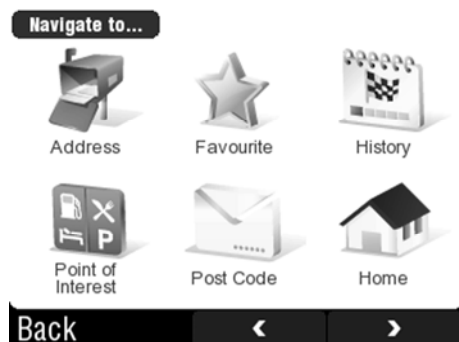 Navigate to...
Address
Favourite
History
P
Point of
Interest
Post Code
Home
Back